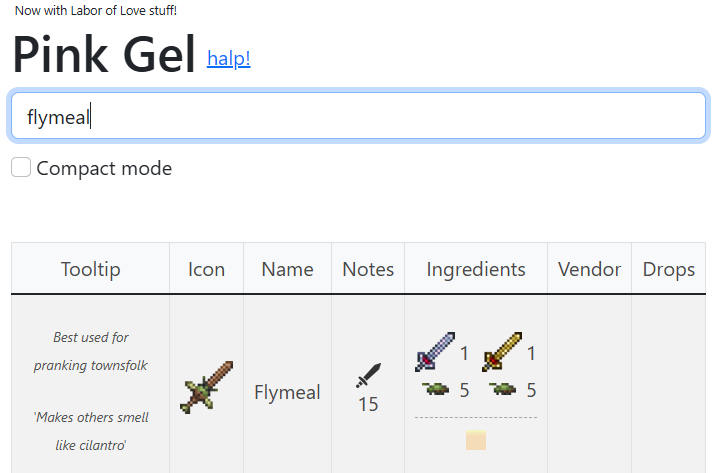 Now with Labor of Love stuff!
Pink Gel halp!
flymeal
Compact mode
Tooltip Icon Name Notes Ingredients Vendor Drops
Best used for
pranking townsfolk
'Makes others smell
like cilantro'
Flymeal
15
1 1
5 5